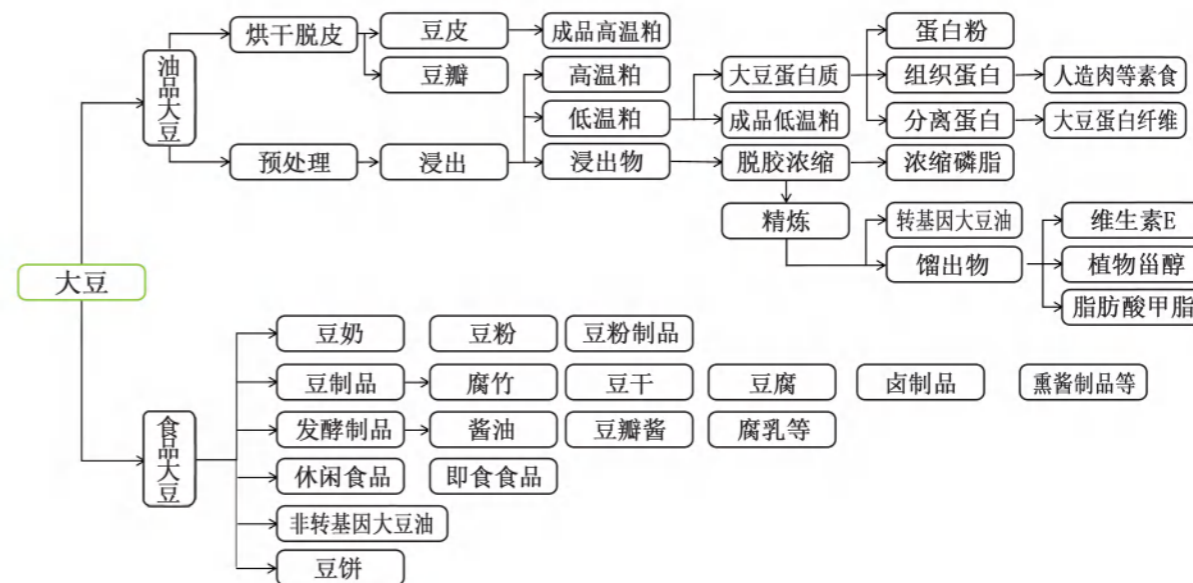 烘干脱皮
豆皮
成品高温粕
蛋白粉
油品大豆
豆瓣
高温粕
大豆蛋白质
组织蛋白
人造肉等素食
低温粕
成品低温粕
分离蛋白
大豆蛋白纤维
预处理
浸出
浸出物
脱胶浓缩
浓缩磷脂
精炼
转基因大豆油
维生素E
馏出物
植物甾醇
脂肪酸甲脂
大豆
豆奶
豆粉
豆粉制品
豆制品
腐竹
豆干
豆腐
卤制品
熏酱制品等
食品大豆
发酵制品
酱油
豆瓣酱
腐乳等
休闲食品
即食食品
非转基因大豆油
豆饼